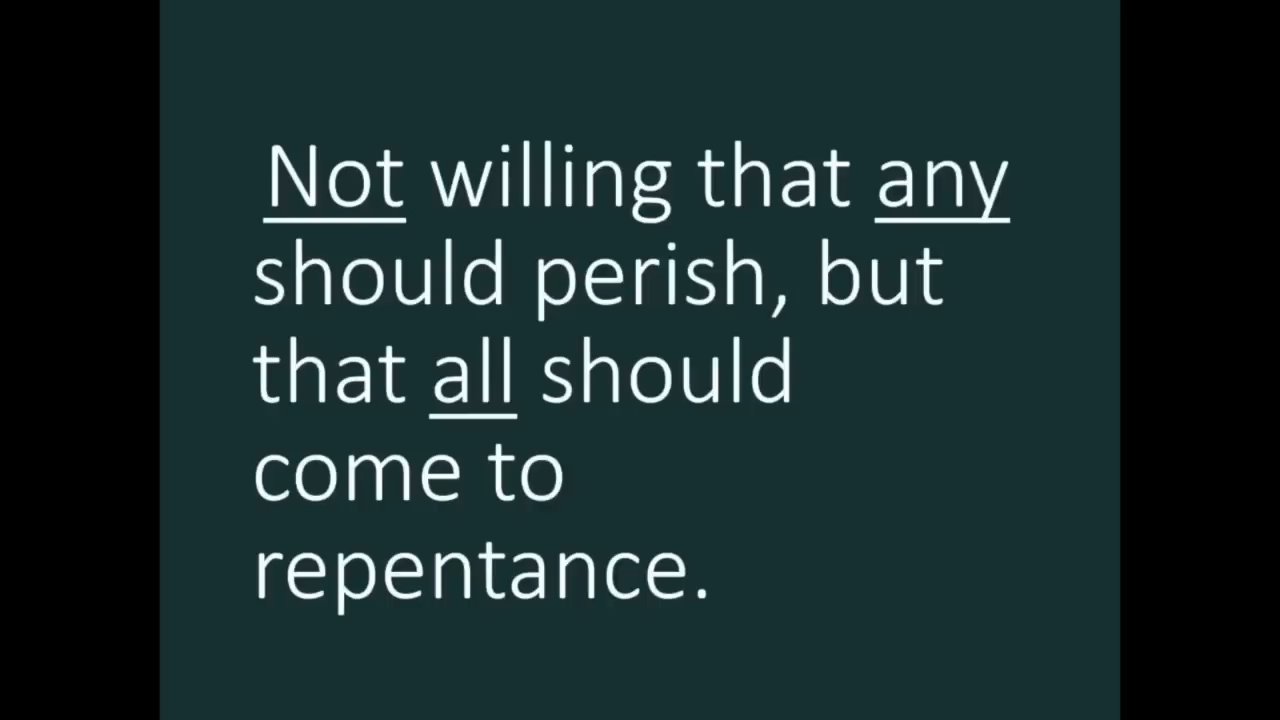 Not willing that any
should perish, but
that all should
come to
repentance.